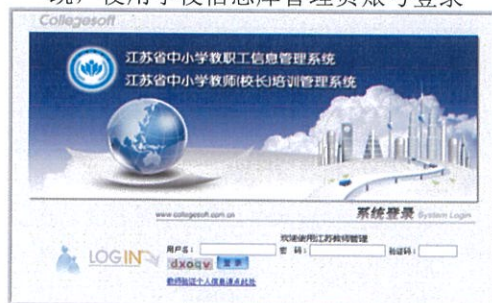 统，使用学校信息库管理员账号登录
Collegesoft
江苏省中小学教职工信息管理系统
江苏省中小学教师(校长)培训管理系统
www.collegesoft.com.cn
系统登录 System Login
欢迎使用江苏教师管理
LOGIN
用户名： 密 码： 验证码：
dxoqv 登 录
教师验证个人信息请点此处